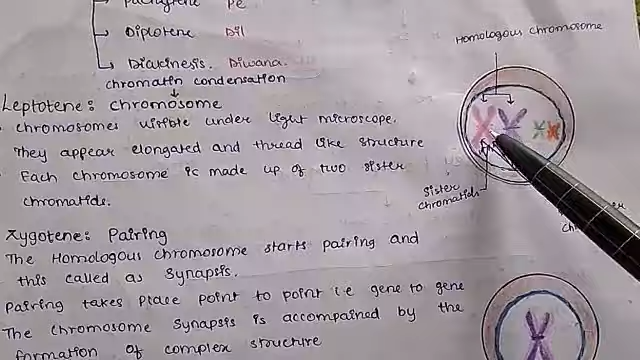 Pachytene Pe
Diplotene Dil
Diakinesis. Diwana.
chromatin condensation
Homologous chromosome
Leptotene: chromosome
chromosomes visible under light microscope.
They appear elongated and thread like structure
Each chromosome is made up of two sister
chromatids.
sister
chromatids
Zygotene: Pairing
The Homologous chromosome starts pairing and
this called as synapsis.
Pairing takes place point to point i.e gene to gene
The chromosome synapsis is accompained by the
formation of complex structure